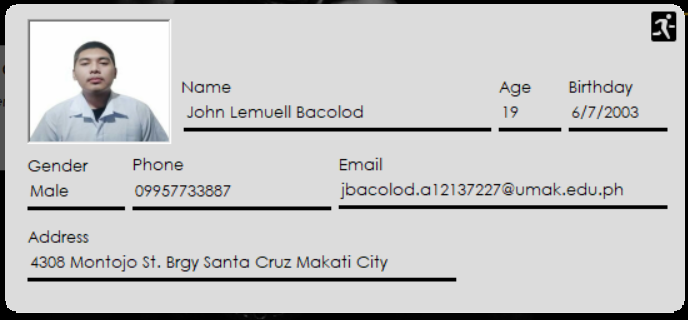 Name
Age
Birthday
John Lemuell Bacolod
19
6/7/2003
Gender
Phone
Email
Male
09957733887
jbacolod.a12137227@umak.edu.ph
Address
4308 Montojo St. Brgy Santa Cruz Makati City